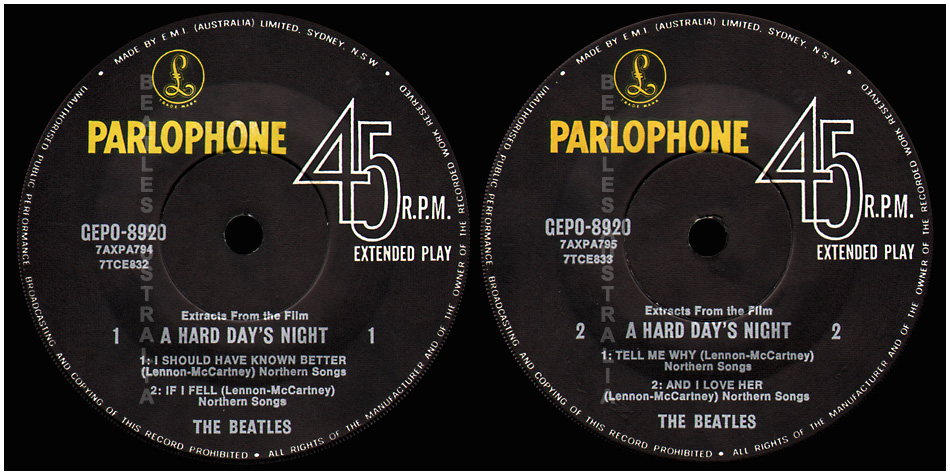 • MADE BY E.M.I. (AUSTRALIA) LIMITED, SYDNEY, N.S.W •
UNAUTHORISED PUBLIC PERFORMANCE BROADCASTING AND COPYING OF THIS RECORD PROHIBITED • ALL RIGHTS OF THE MANUFACTURER AND OF THE OWNER OF THE RECORDED WORK RESERVED
£
TRADE MARK
PARLOPHONE
45
R.P.M.
EXTENDED PLAY
GEPO-8920
7AXPA794
7TCE832
Extracts From the Film
1 A HARD DAY'S NIGHT 1
1: I SHOULD HAVE KNOWN BETTER
(Lennon-McCartney) Northern Songs
2: IF I FELL (Lennon-McCartney)
Northern Songs
THE BEATLES
BEATLES AUSTRALIA
• MADE BY E.M.I. (AUSTRALIA) LIMITED, SYDNEY, N.S.W •
UNAUTHORISED PUBLIC PERFORMANCE BROADCASTING AND COPYING OF THIS RECORD PROHIBITED • ALL RIGHTS OF THE MANUFACTURER AND OF THE OWNER OF THE RECORDED WORK RESERVED
£
TRADE MARK
PARLOPHONE
45
R.P.M.
EXTENDED PLAY
GEPO-8920
7AXPA795
7TCE833
Extracts From the Film
2 A HARD DAY'S NIGHT 2
1: TELL ME WHY (Lennon-McCartney)
Northern Songs
2: AND I LOVE HER
(Lennon-McCartney) Northern Songs
THE BEATLES
BEATLES AUSTRALIA